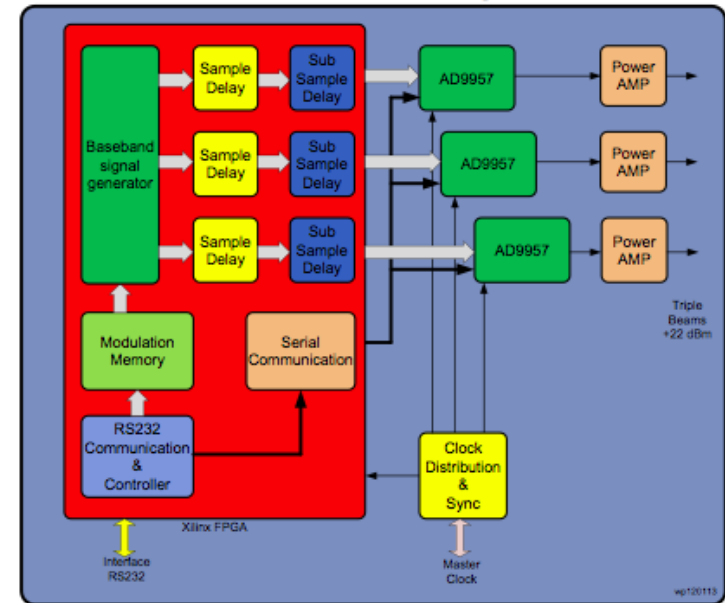 Sample
Delay
Sub
Sample
Delay
AD9957
Power
AMP
Baseband
signal
generator
Sample
Delay
Sub
Sample
Delay
AD9957
Power
AMP
Sample
Delay
Sub
Sample
Delay
AD9957
Power
AMP
Triple
Beams
+22 dBm
Modulation
Memory
Serial
Communication
RS232
Communication
&
Controller
Clock
Distribution
&
Sync
Xilinx FPGA
Interface
RS232
Master
Clock
wp120113